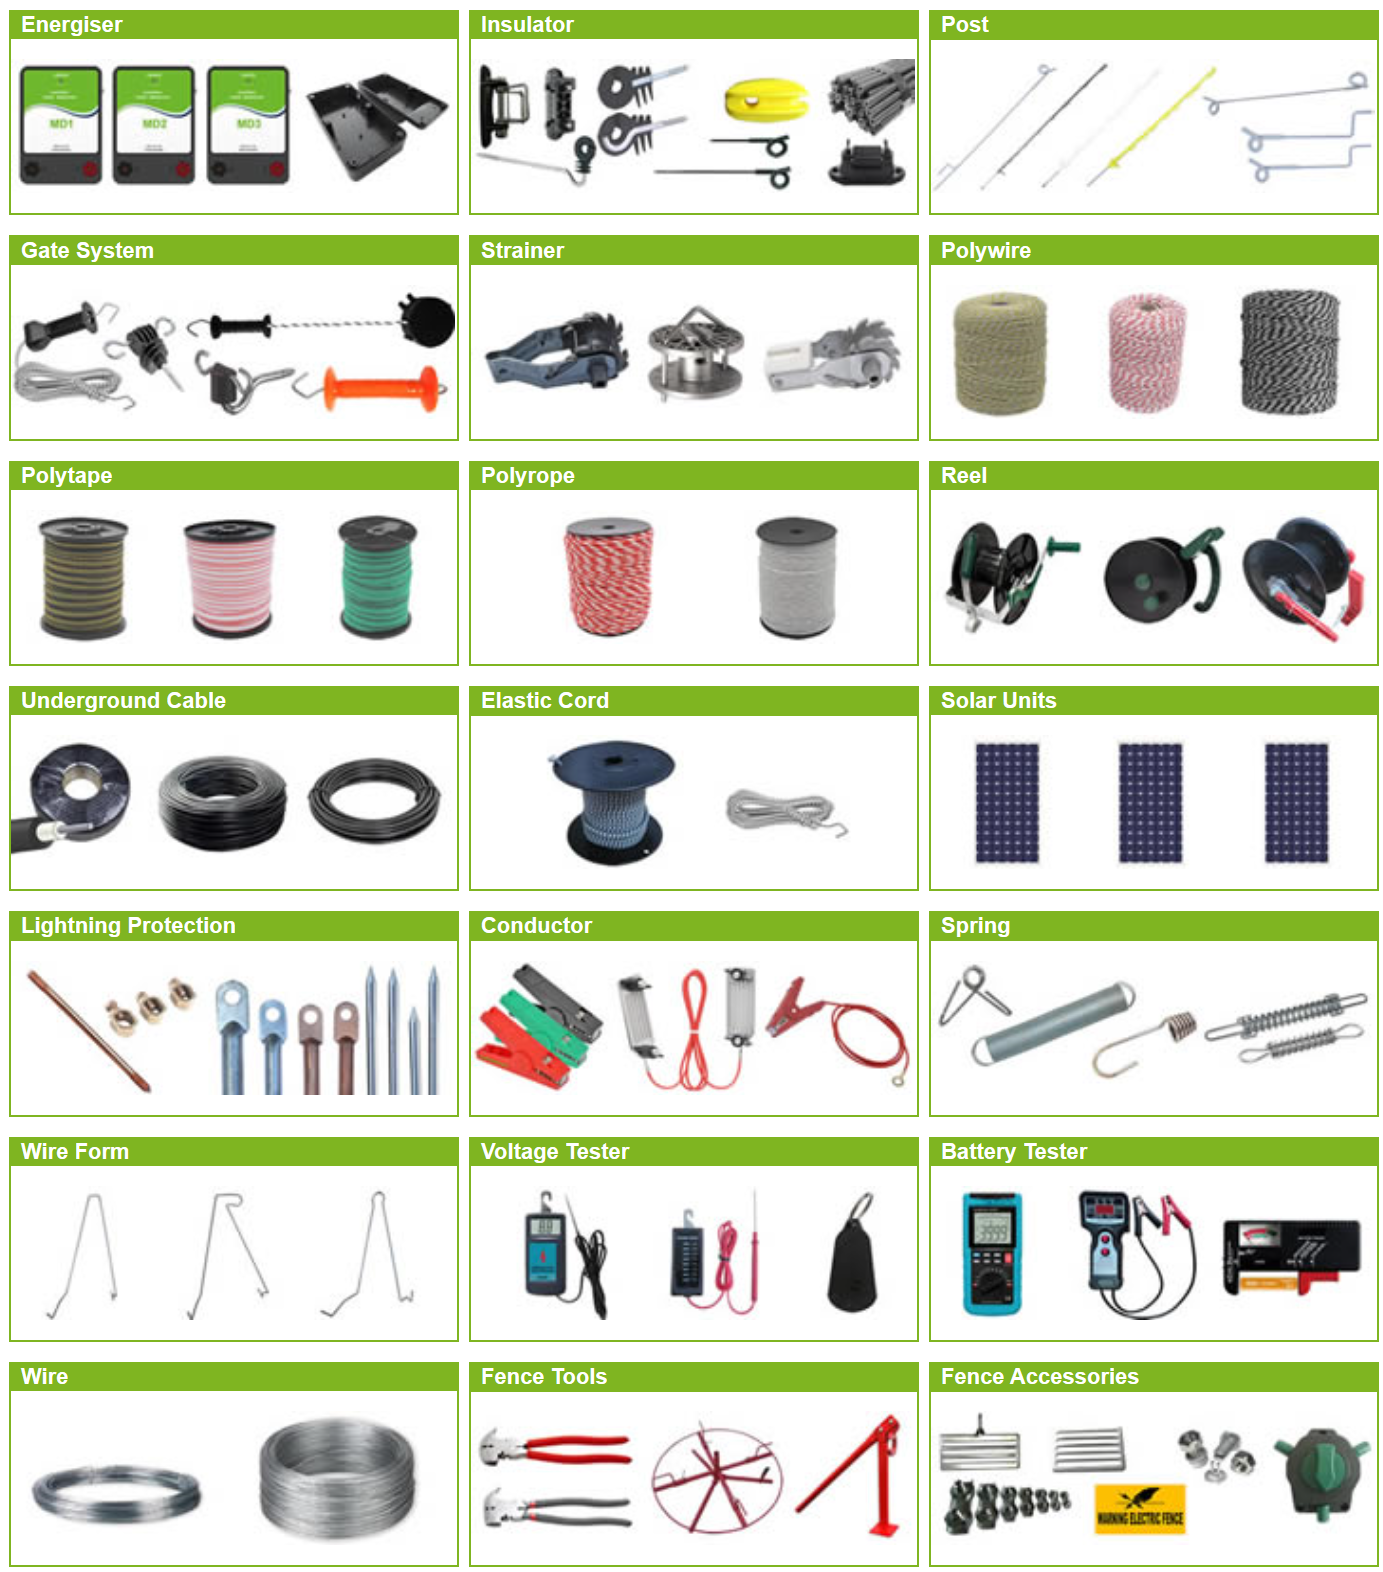 Energiser
Insulator
Post
MD1
MD2
MD3
Gate System
Strainer
Polywire
Polytape
Polyrope
Reel
Underground Cable
Elastic Cord
Solar Units
Lightning Protection
Conductor
Spring
Wire Form
Voltage Tester
Battery Tester
Wire
Fence Tools
Fence Accessories
WARNING ELECTRIC FENCE